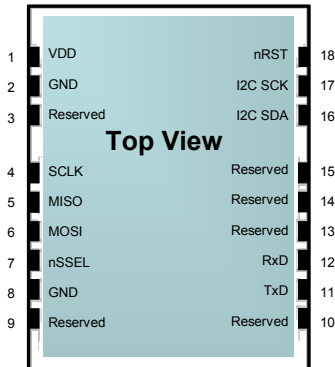 1 VDD nRST 18
2 GND I2C SCK 17
3 Reserved I2C SDA 16
Top View
4 SCLK Reserved 15
5 MISO Reserved 14
6 MOSI Reserved 13
7 nSSEL RxD 12
8 GND TxD 11
9 Reserved Reserved 10